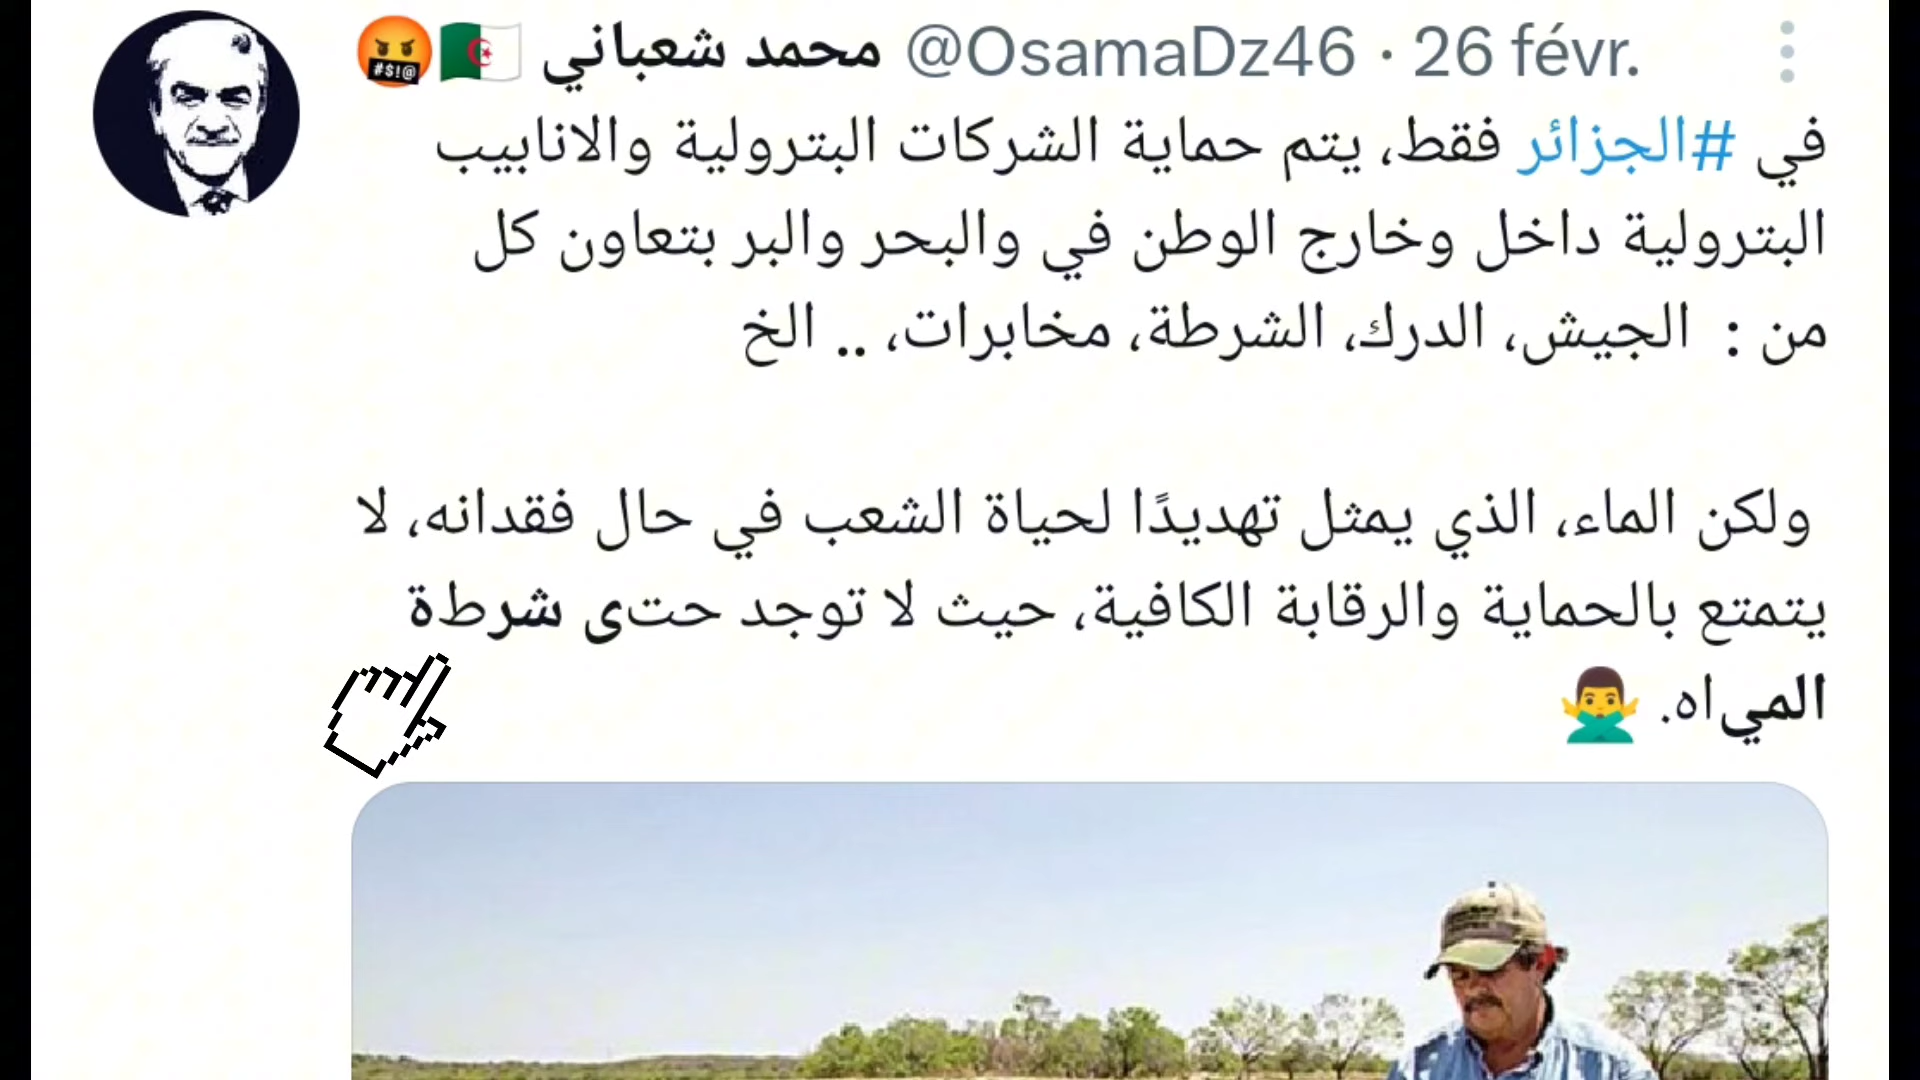 محمد شعباني 🇩🇿🤬 @OsamaDz46 · 26 févr.
في #الجزائر فقط، يتم حماية الشركات البترولية والانابيب
البترولية داخل وخارج الوطن في والبحر والبر بتعاون كل
من : الجيش، الدرك، الشرطة، مخابرات، .. الخ
ولكن الماء، الذي يمثل تهديدًا لحياة الشعب في حال فقدانه، لا
يتمتع بالحماية والرقابة الكافية، حيث لا توجد حتى شرطة
المياه. 🙅‍♂️